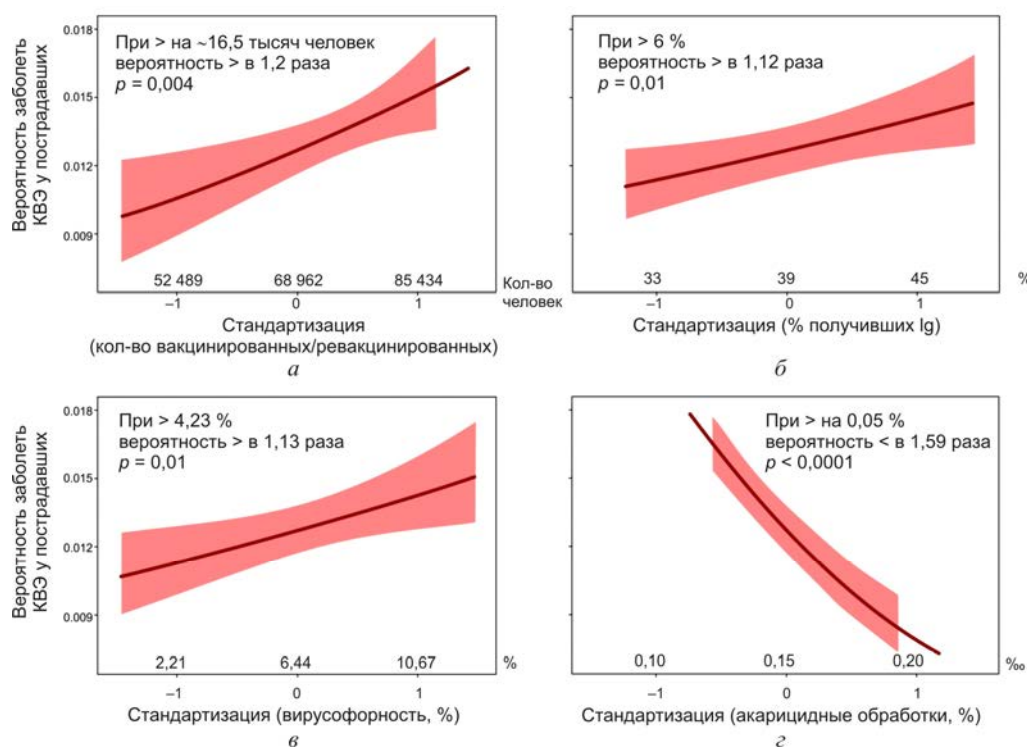 Вероятность заболеть
КВЭ у пострадавших
0.018
0.015
0.012
0.009
При > на ~16,5 тысяч человек
вероятность > в 1,2 раза
p = 0,004
52 489 68 962 85 434 Кол-во
человек
–1 0 1
Стандартизация
(кол-во вакцинированных/ревакцинированных)
а
При > 6 %
вероятность > в 1,12 раза
p = 0,01
33 39 45 %
–1 0 1
Стандартизация (% получивших Ig)
б
Вероятность заболеть
КВЭ у пострадавших
0.018
0.015
0.012
0.009
При > 4,23 %
вероятность > в 1,13 раза
p = 0,01
2,21 6,44 10,67 %
–1 0 1
Стандартизация (вирусофорность, %)
в
При > на 0,05 %
вероятность < в 1,59 раза
p < 0,0001
0,10 0,15 0,20 ‰
–1 0 1
Стандартизация (акарицидные обработки, %)
г